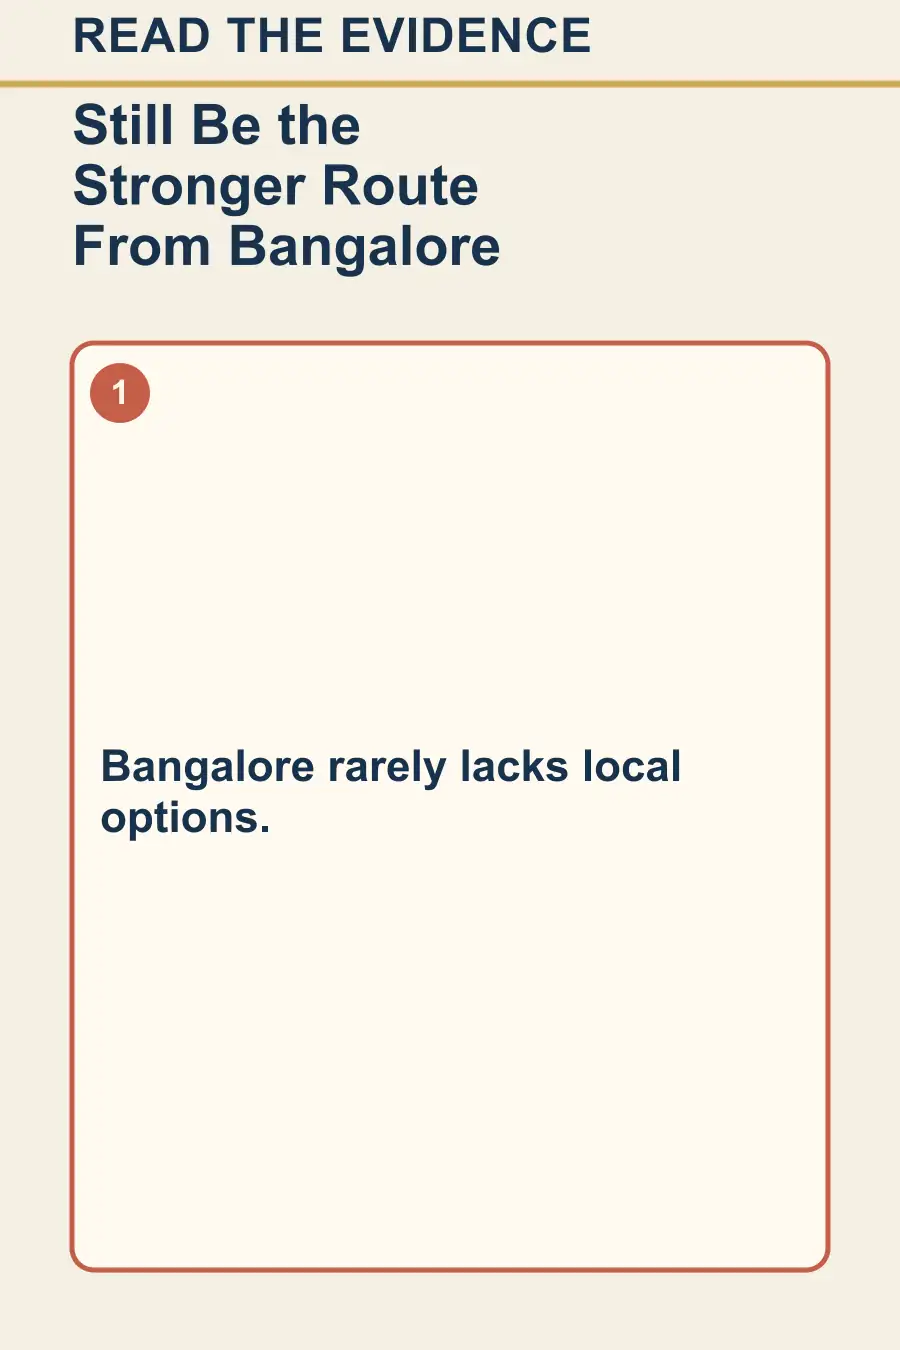 READ THE EVIDENCE
Still Be the
Stronger Route
From Bangalore
1
Bangalore rarely lacks local
options.